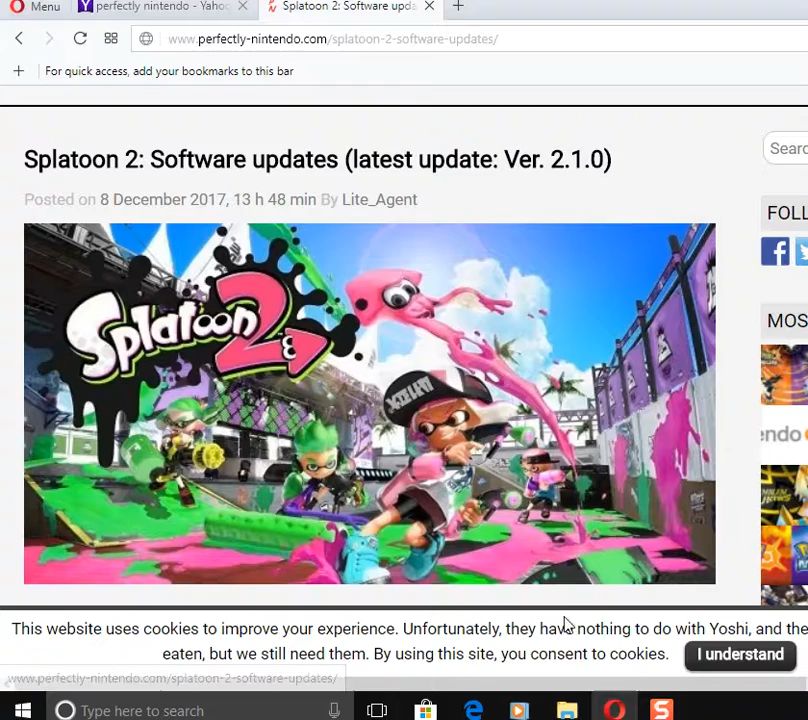 Menu
perfectly nintendo - Yahoo
Splatoon 2: Software upda
www.perfectly-nintendo.com/splatoon-2-software-updates/
For quick access, add your bookmarks to this bar
Splatoon 2: Software updates (latest update: Ver. 2.1.0)
Posted on 8 December 2017, 13 h 48 min By Lite_Agent
Searc
FOLL
Splatoon 2
MOS
endo
This website uses cookies to improve your experience. Unfortunately, they have nothing to do with Yoshi, and the
eaten, but we still need them. By using this site, you consent to cookies.
I understand
www.perfectly-nintendo.com/splatoon-2-software-updates/
Type here to search